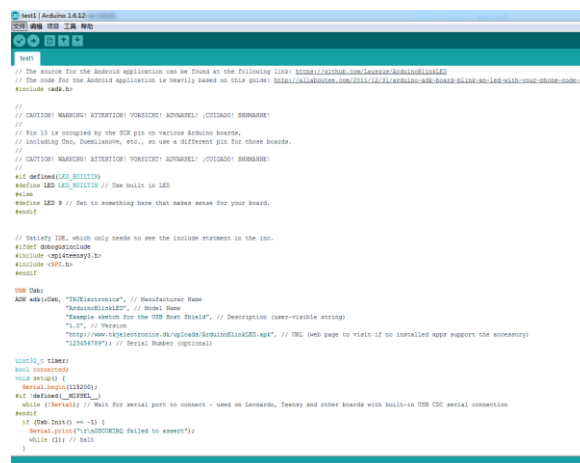 test1 | Arduino 1.6.12
文件 编辑 项目 工具 帮助
test1
// The source for the Android application can be found at the following link: https://github.com/Lauszus/ArduinoBlinkLED
// The code for the Android application is heavily based on this guide: http://allaboutee.com/2011/12/31/arduino-adk-board-blink-an-led-with-your-phone-code-
#include <adk.h>
//
// CAUTION! WARNING! ATTENTION! VORSICHT! ADVARSEL! ¡CUIDADO! ВНИМАНИЕ!
//
// Pin 13 is occupied by the SCK pin on various Arduino boards,
// including Uno, Duemilanove, etc., so use a different pin for those boards.
//
// CAUTION! WARNING! ATTENTION! VORSICHT! ADVARSEL! ¡CUIDADO! ВНИМАНИЕ!
//
#if defined(LED_BUILTIN)
#define LED LED_BUILTIN // Use built in LED
#else
#define LED 9 // Set to something here that makes sense for your board.
#endif
// Satisfy IDE, which only needs to see the include statment in the ino.
#ifdef dobogusinclude
#include <spi4teensy3.h>
#include <SPI.h>
#endif
USB Usb;
ADK adk(&Usb, "TKJElectronics", // Manufacturer Name
"ArduinoBlinkLED", // Model Name
"Example sketch for the USB Host Shield", // Description (user-visible string)
"1.0", // Version
"http://www.tkjelectronics.dk/uploads/ArduinoBlinkLED.apk", // URL (web page to visit if no installed apps support the accessory)
"123456789"); // Serial Number (optional)
uint32_t timer;
bool connected;
void setup() {
Serial.begin(115200);
#if !defined(__MIPSEL__)
while (!Serial); // Wait for serial port to connect - used on Leonardo, Teensy and other boards with built-in USB CDC serial connection
#endif
if (Usb.Init() == -1) {
Serial.print("\r\nOSCOKIRQ failed to assert");
while (1); // halt
}